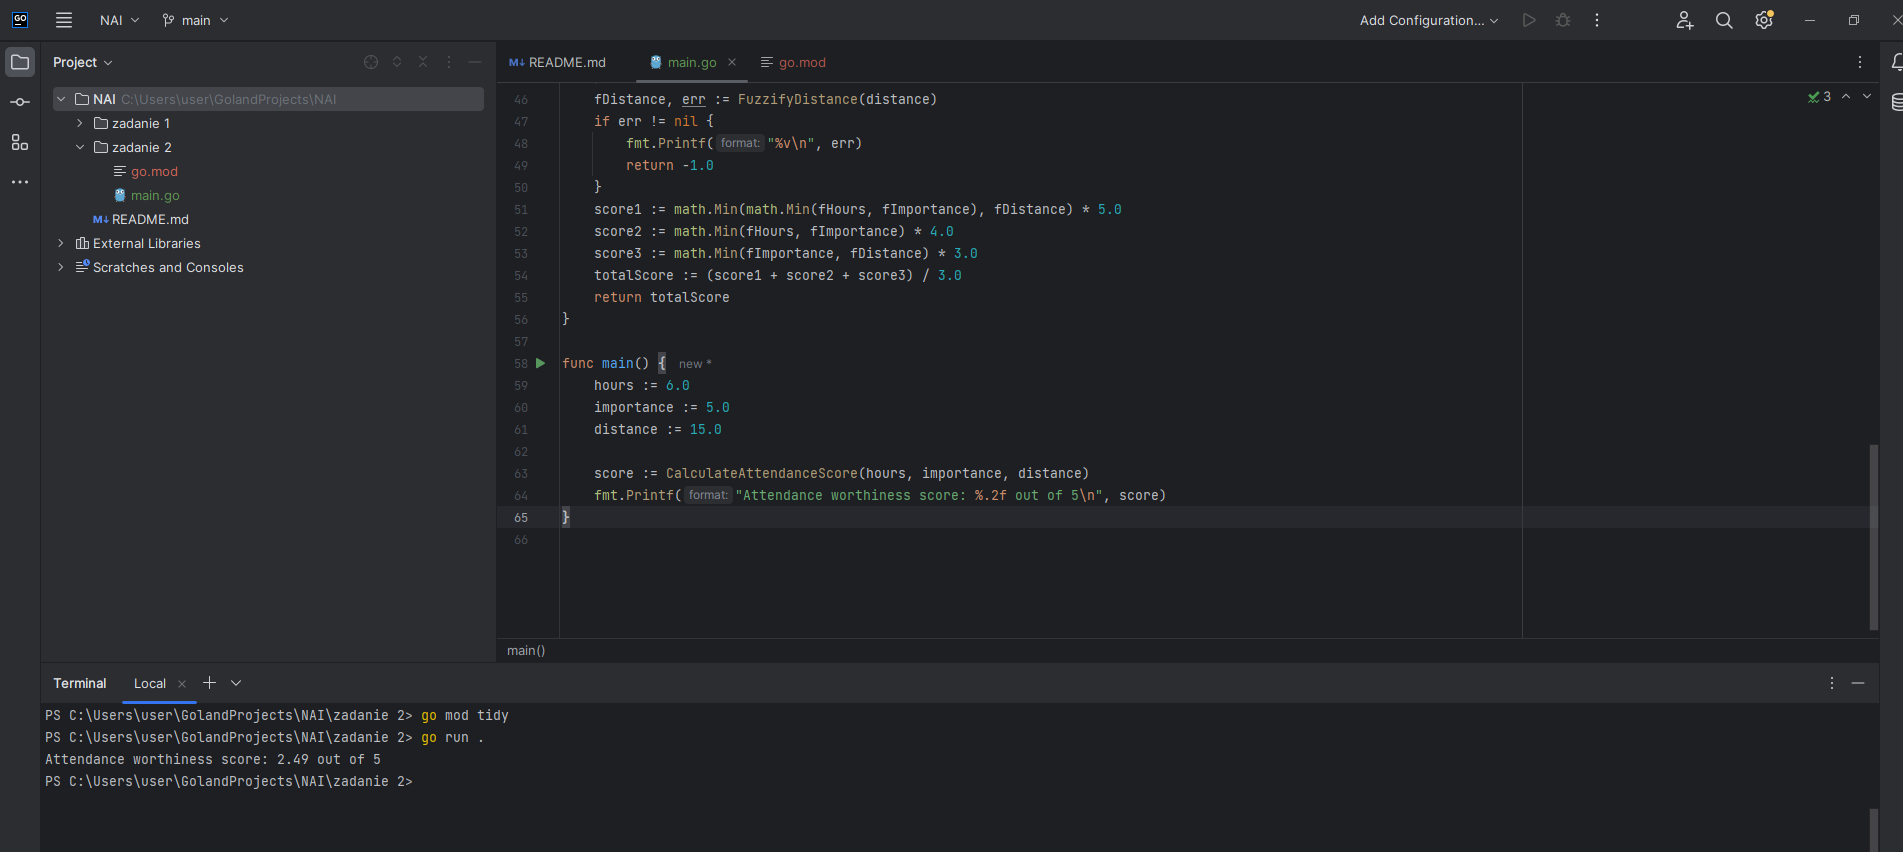 GO NAI main Add Configuration...
Project
NAI C:\Users\user\GolandProjects\NAI
zadanie 1
zadanie 2
go.mod
main.go
M↓ README.md
External Libraries
Scratches and Consoles
M↓ README.md main.go go.mod
3
46 fDistance, err := FuzzifyDistance(distance)
47 if err != nil {
48 fmt.Printf( format: "%v\n", err)
49 return -1.0
50 }
51 score1 := math.Min(math.Min(fHours, fImportance), fDistance) * 5.0
52 score2 := math.Min(fHours, fImportance) * 4.0
53 score3 := math.Min(fImportance, fDistance) * 3.0
54 totalScore := (score1 + score2 + score3) / 3.0
55 return totalScore
56 }
57
58 func main() { new *
59 hours := 6.0
60 importance := 5.0
61 distance := 15.0
62
63 score := CalculateAttendanceScore(hours, importance, distance)
64 fmt.Printf( format: "Attendance worthiness score: %.2f out of 5\n", score)
65 }
66
main()
Terminal Local
PS C:\Users\user\GolandProjects\NAI\zadanie 2> go mod tidy
PS C:\Users\user\GolandProjects\NAI\zadanie 2> go run .
Attendance worthiness score: 2.49 out of 5
PS C:\Users\user\GolandProjects\NAI\zadanie 2>